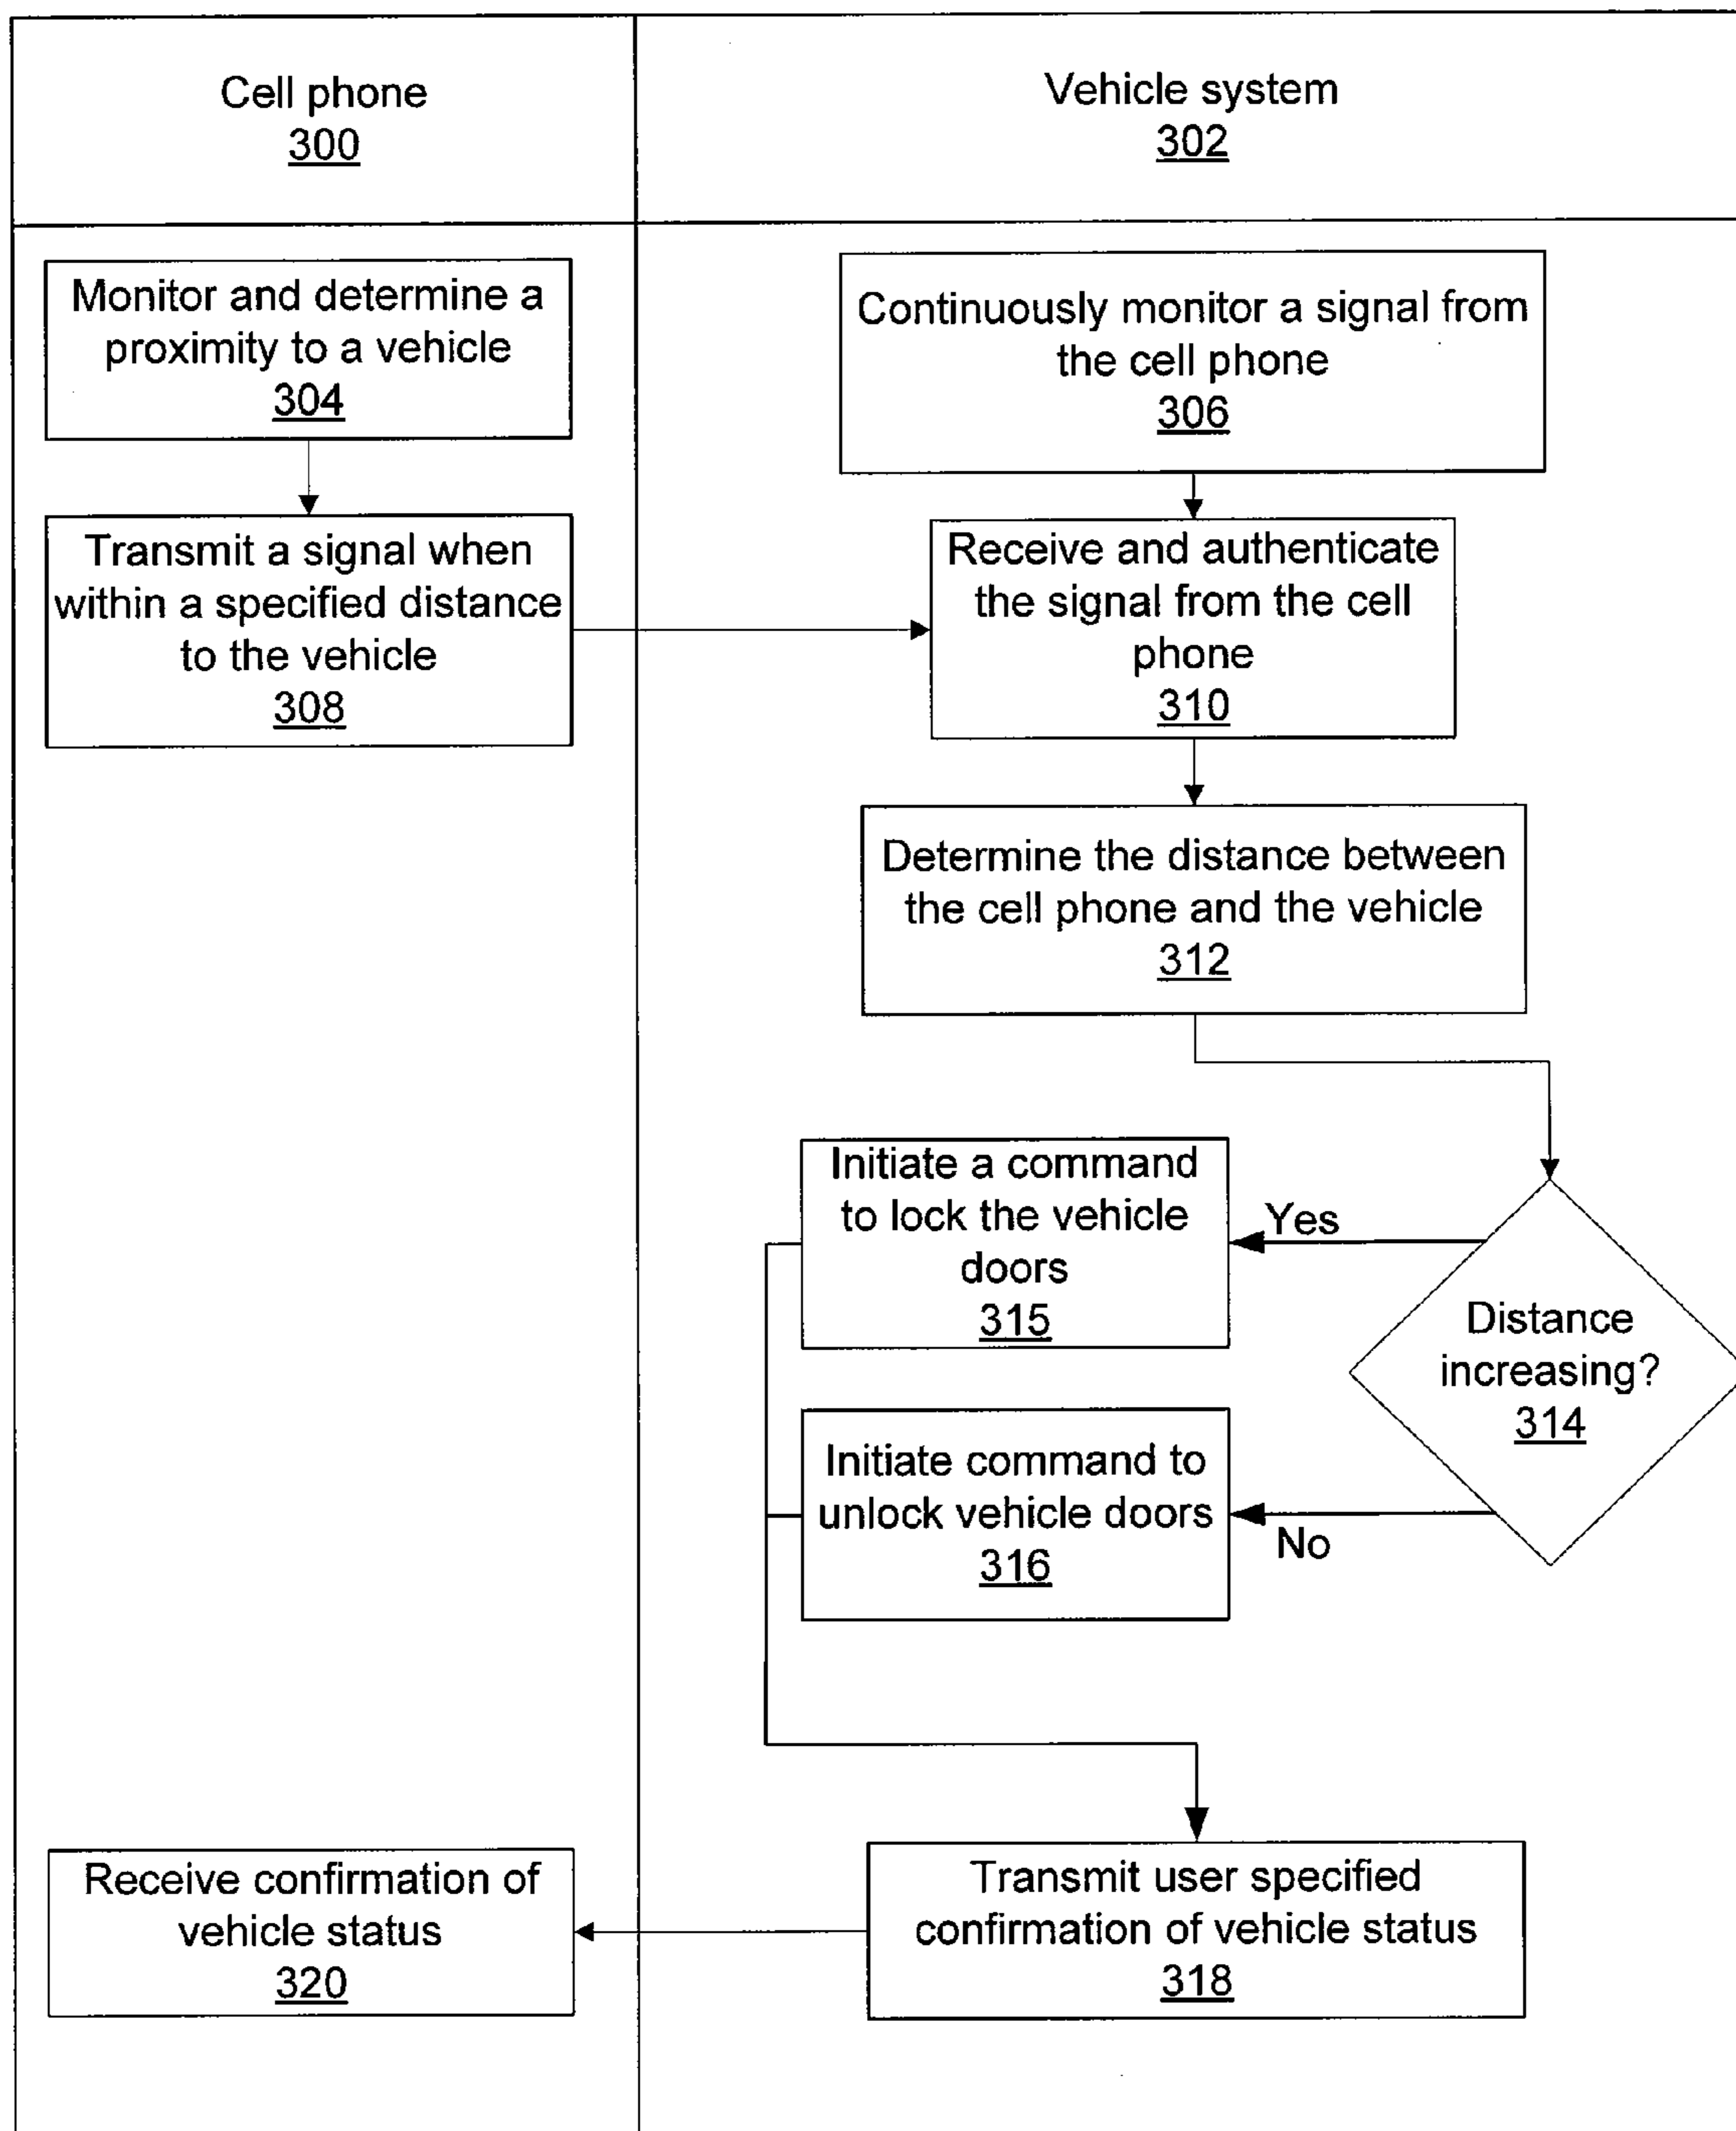 Cell phone
300
Vehicle system
302
Monitor and determine a
proximity to a vehicle
304
Continuously monitor a signal from
the cell phone
306
Transmit a signal when
within a specified distance
to the vehicle
308
Receive and authenticate
the signal from the cell
phone
310
Determine the distance between
the cell phone and the vehicle
312
Initiate a command
to lock the vehicle
doors
315
Yes
Distance
increasing?
314
Initiate command to
unlock vehicle doors
316
No
Transmit user specified
confirmation of vehicle status
318
Receive confirmation of
vehicle status
320